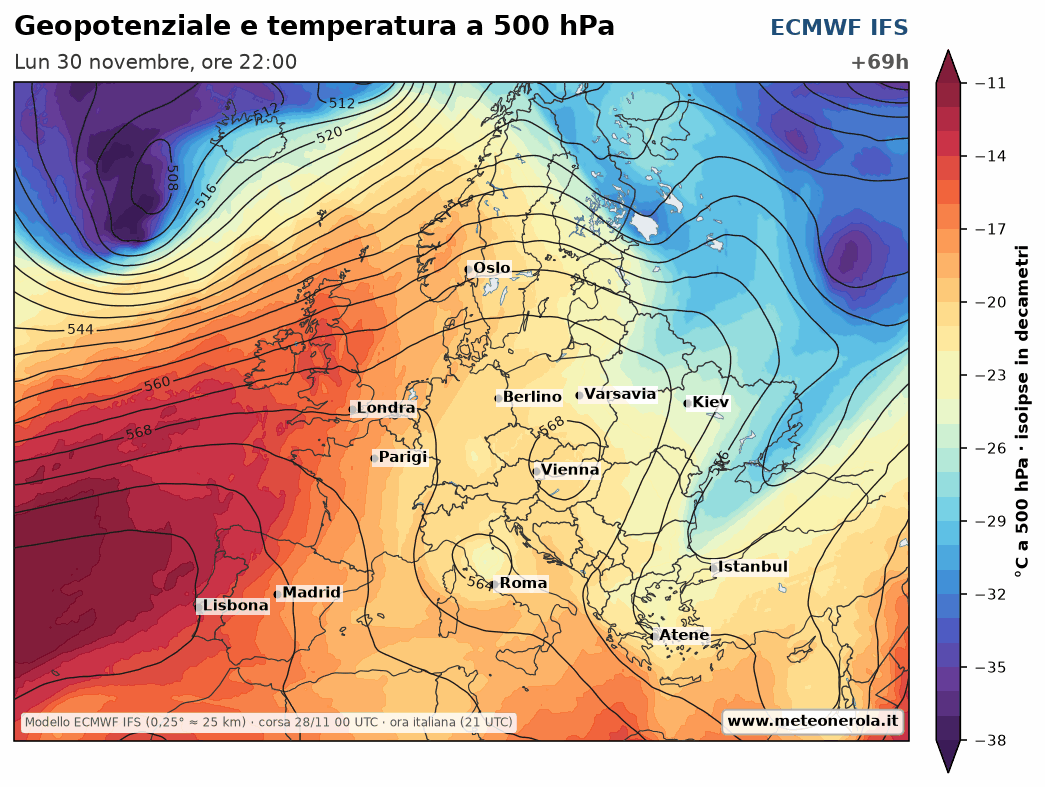 Geopotenziale e temperatura a 500 hPa
ECMWF IFS
Lun 30 novembre, ore 22:00
+69h
512
512
520
508
516
544
560
568
568
564
Oslo
Londra
Berlino
Varsavia
Kiev
Parigi
Vienna
Roma
Istanbul
Madrid
Lisbona
Atene
−11
−14
−17
−20
−23
−26
−29
−32
−35
−38
°C a 500 hPa · isoipse in decametri
Modello ECMWF IFS (0,25° ≈ 25 km) · corsa 28/11 00 UTC · ora italiana (21 UTC)
www.meteonerola.it